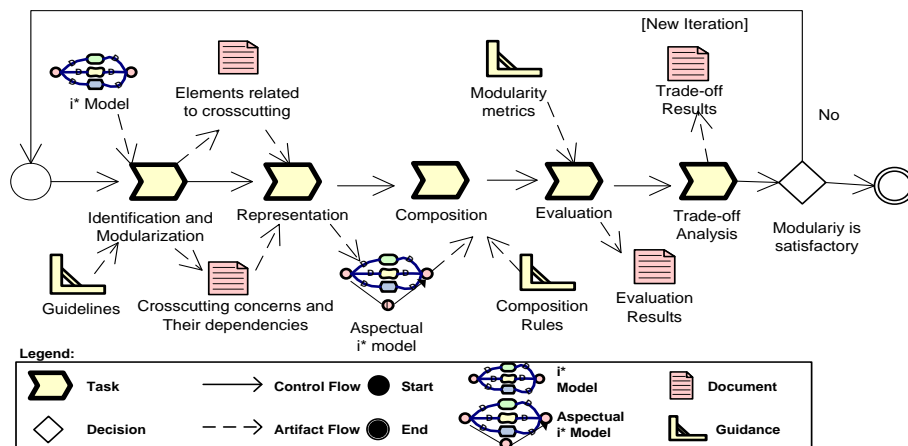 [New Iteration]
i* Model
Elements related
to crosscutting
Modularity
metrics
Trade-off
Results
No
Identification and
Modularization
Representation
Composition
Evaluation
Trade-off
Analysis
Modulariy is
satisfactory
Guidelines
Crosscutting concerns and
Their dependencies
Aspectual
i* model
Composition
Rules
Evaluation
Results
Legend:
Task
Control Flow
Start
i*
Model
Document
Decision
Artifact Flow
End
Aspectual
i* Model
Guidance